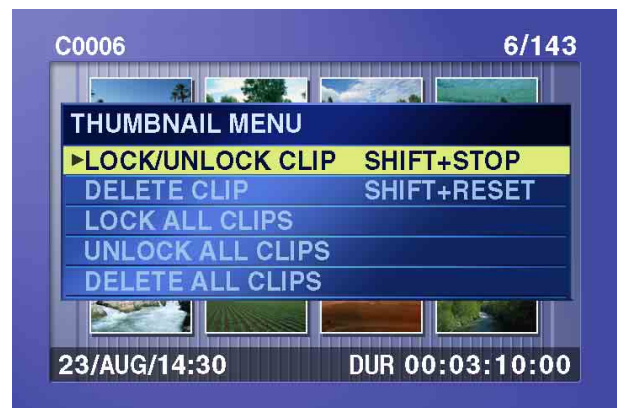 C0006 6/143
THUMBNAIL MENU
►LOCK/UNLOCK CLIP SHIFT+STOP
DELETE CLIP SHIFT+RESET
LOCK ALL CLIPS
UNLOCK ALL CLIPS
DELETE ALL CLIPS
23/AUG/14:30 DUR 00:03:10:00